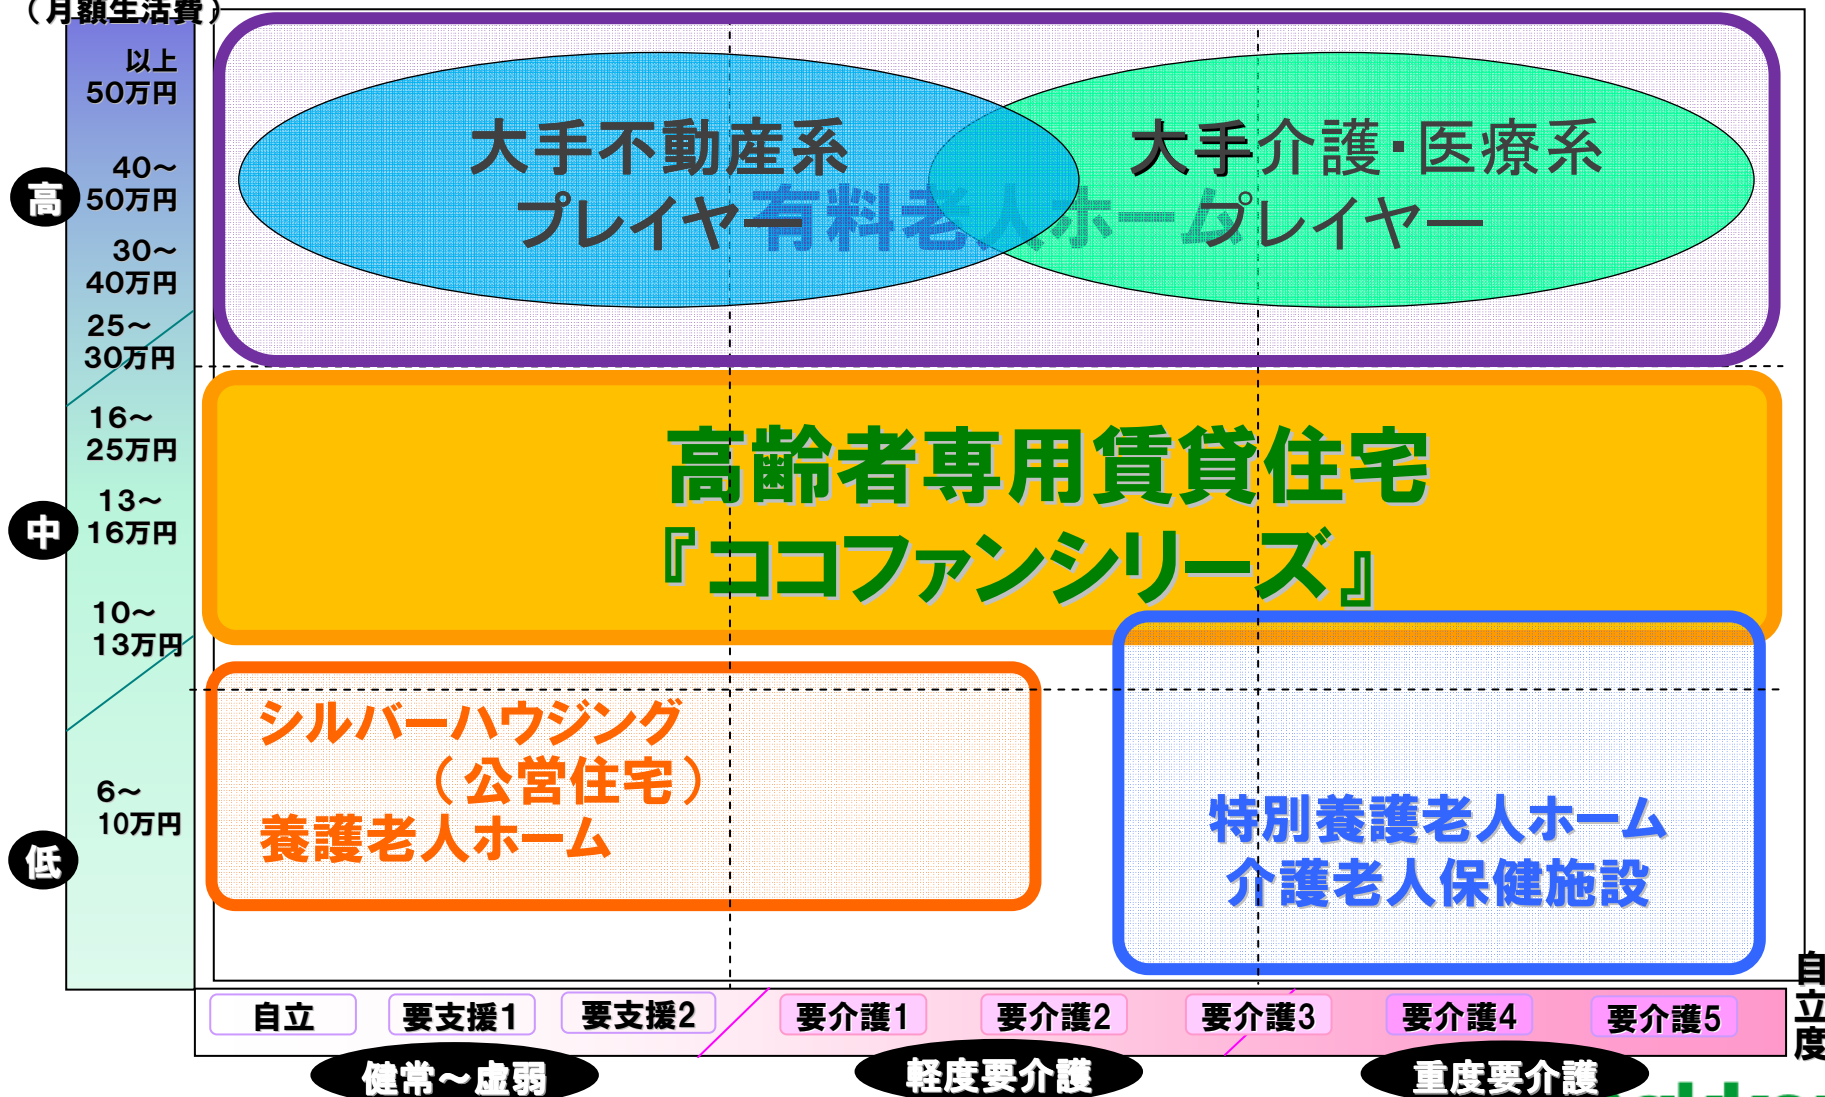 （月額生活費）
以上
50万円
40～
50万円
高
30～
40万円
25～
30万円
16～
25万円
中
13～
16万円
10～
13万円
6～
10万円
低
大手不動産系
プレイヤー
大手介護・医療系
プレイヤー
有料老人ホーム
高齢者専用賃貸住宅
『ココファンシリーズ』
シルバーハウジング
（公営住宅）
養護老人ホーム
特別養護老人ホーム
介護老人保健施設
自立
要支援1
要支援2
要介護1
要介護2
要介護3
要介護4
要介護5
自立度
健常～虚弱
軽度要介護
重度要介護